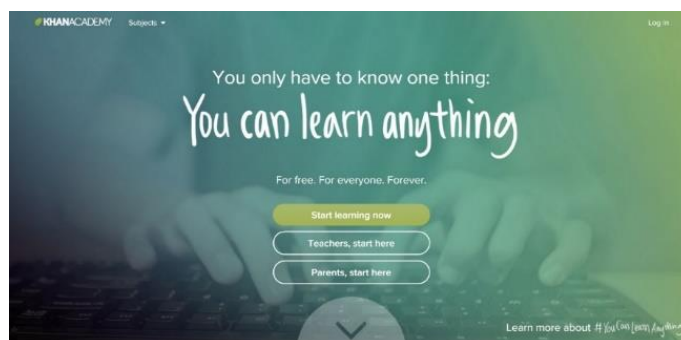 KHANACADEMY Subjects Log in
You only have to know one thing:
You can learn anything
For free. For everyone. Forever.
Start learning now
Teachers, start here
Parents, start here
Learn more about #YouCanLearnAnything